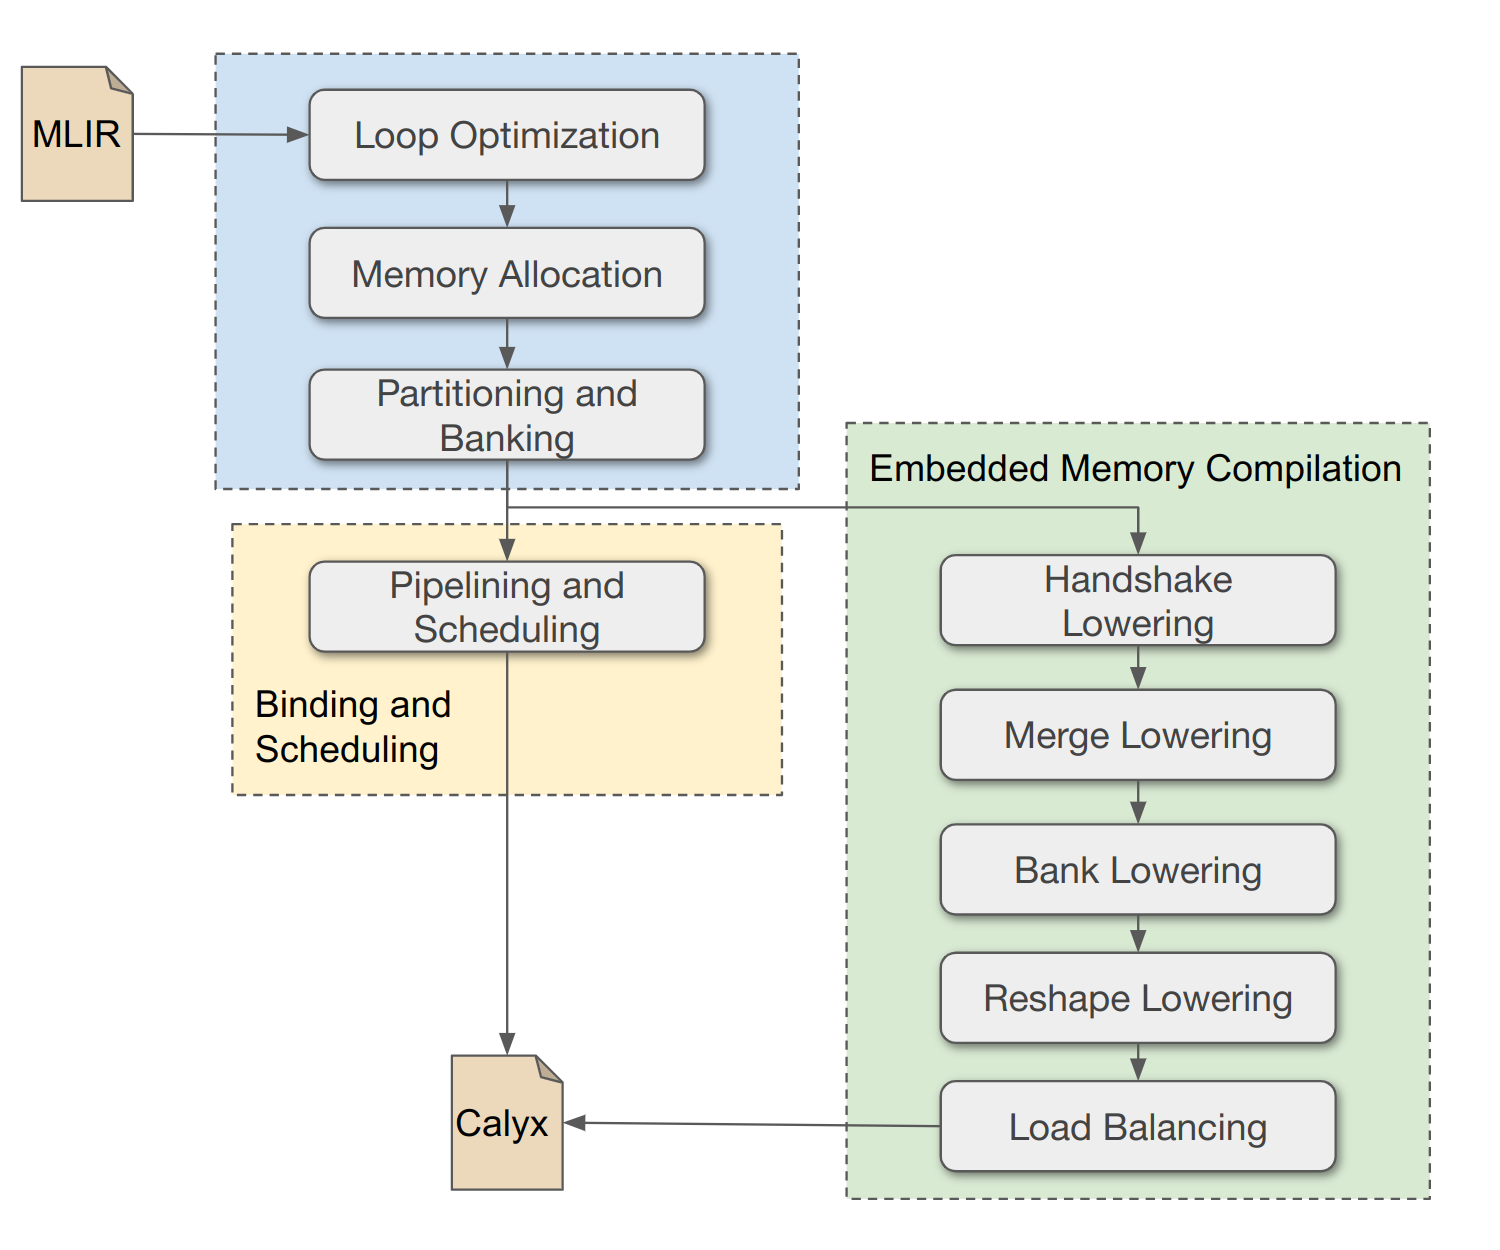 MLIR
Loop Optimization
Memory Allocation
Partitioning and
Banking
Pipelining and
Scheduling
Binding and
Scheduling
Embedded Memory Compilation
Handshake
Lowering
Merge Lowering
Bank Lowering
Reshape Lowering
Load Balancing
Calyx